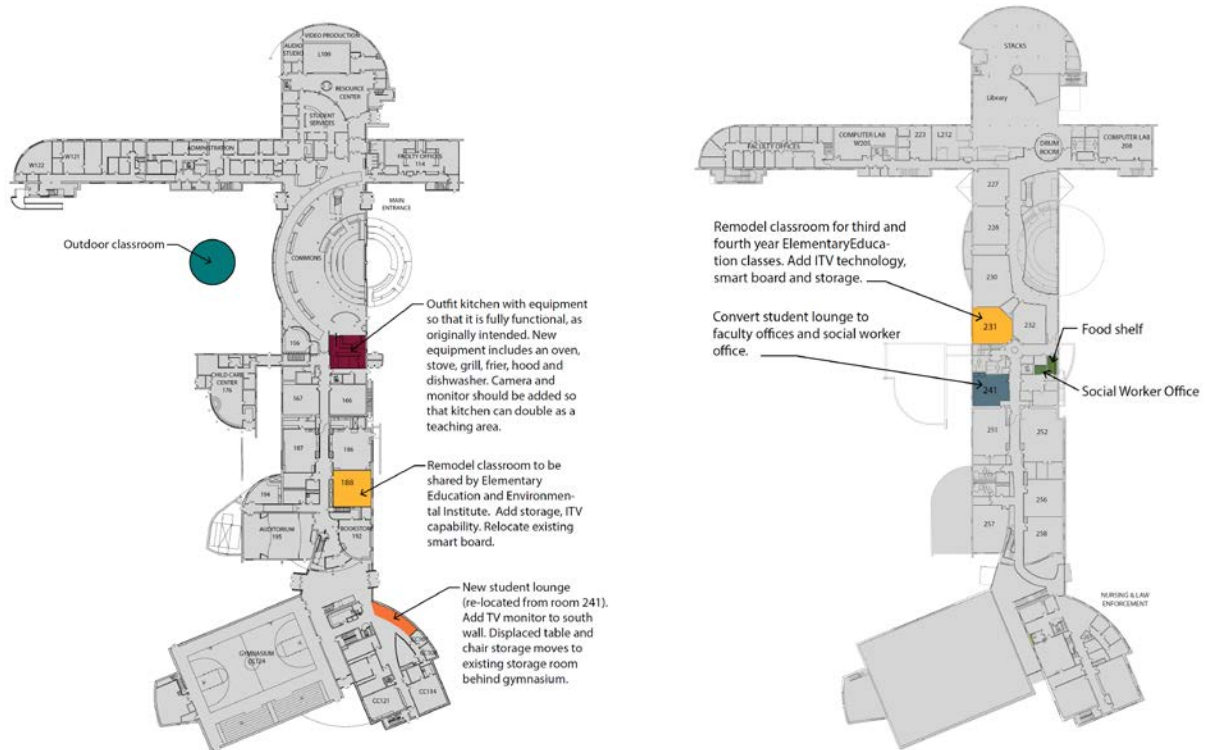 VIDEO PRODUCTION
AUDIO
STUDIO
L100
RESOURCE
CENTER
STUDENT
SERVICES
ADMINISTRATION
W121
W122
FACULTY OFFICES
114
MAIN
ENTRANCE
Outdoor classroom
COMMONS
Outfit kitchen with equipment
so that it is fully functional, as
originally intended. New
equipment includes an oven,
stove, grill, frier, hood and
dishwasher. Camera and
monitor should be added so
that kitchen can double as a
teaching area.
106
CHILD CARE
CENTER
176
167
166
187
186
188
Remodel classroom to be
shared by Elementary
Education and Environmen-
tal Institute. Add storage, ITV
capability. Relocate existing
smart board.
194
AUDITORIUM
195
BOOKSTORE
192
New student lounge
(re-located from room 241).
Add TV monitor to south
wall. Displaced table and
chair storage moves to
existing storage room
behind gymnasium.
GYMNASIUM
CC121
CC134
STACKS
Library
FACULTY OFFICES
COMPUTER LAB
W205
223
L212
DRUM
ROOM
COMPUTER LAB
208
227
228
230
Remodel classroom for third and
fourth year ElementaryEduca-
tion classes. Add ITV technology,
smart board and storage.
231
232
Convert student lounge to
faculty offices and social worker
office.
241
Food shelf
Social Worker Office
251
252
256
257
258
NURSING & LAW
ENFORCEMENT